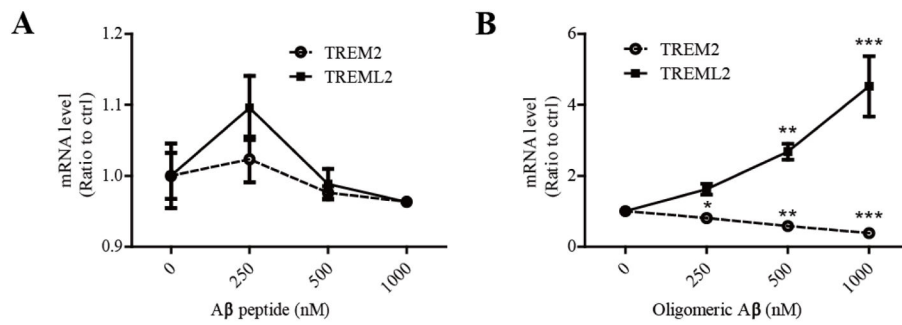 A
mRNA level
(Ratio to ctrl)
1.2
1.1
1.0
0.9
TREM2
TREML2
0
250
500
1000
Aβ peptide (nM)
B
mRNA level
(Ratio to ctrl)
6
4
2
0
TREM2
TREML2
***
**
*
**
***
0
250
500
1000
Oligomeric Aβ (nM)